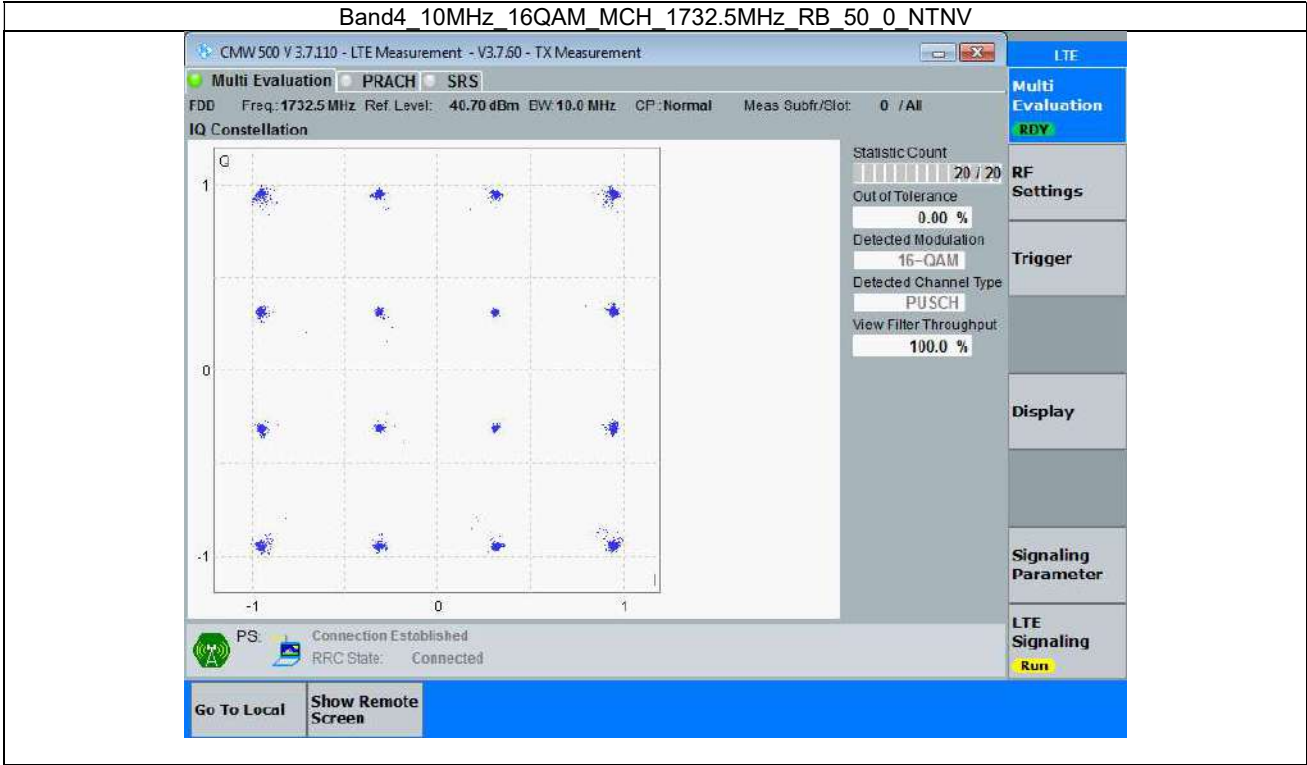 Band4_10MHz_16QAM_MCH_1732.5MHz_RB_50_0_NTNV
CMW 500 V 3.7.110 - LTE Measurement - V3.7.60 - TX Measurement
LTE
Multi Evaluation PRACH SRS
FDD Freq.: 1732.5 MHz Ref. Level: 40.70 dBm BW: 10.0 MHz CP: Normal Meas Subfr/Slot: 0 / All
IQ Constellation
Multi
Evaluation
RDY
Q
1
0
-1
-1 0 1
I
Statistic Count
20 / 20
Out of Tolerance
0.00 %
Detected Modulation
16-QAM
Detected Channel Type
PUSCH
View Filter Throughput
100.0 %
RF
Settings
Trigger
Display
Signaling
Parameter
LTE
Signaling
Run
PS:
Connection Established
RRC State: Connected
Go To Local
Show Remote
Screen